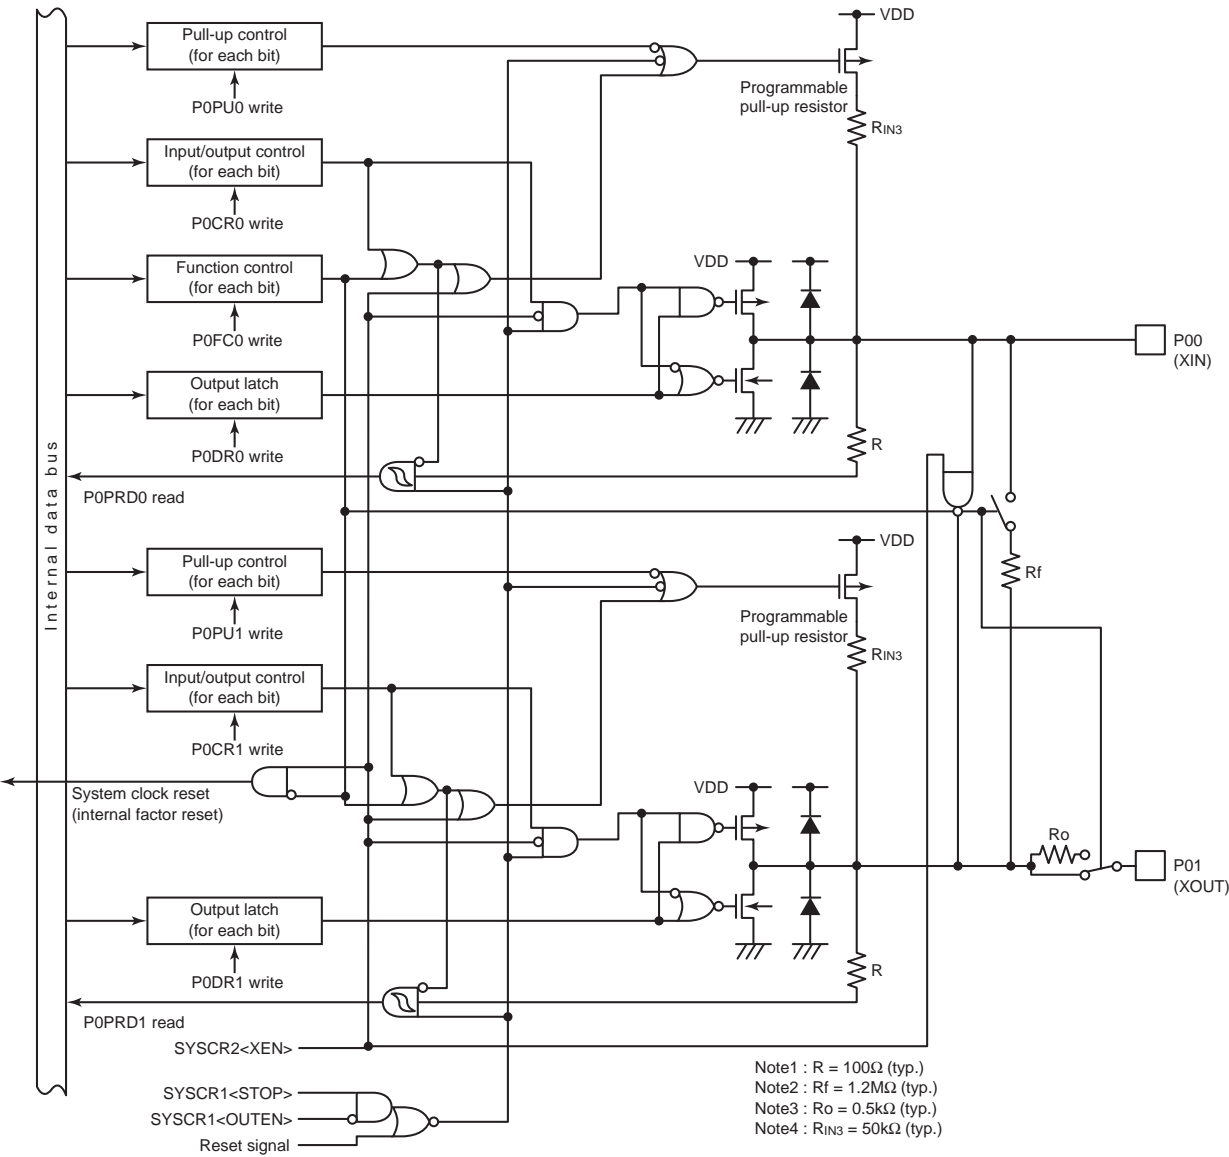 VDD
Pull-up control
(for each bit)
P0PU0 write
Programmable
pull-up resistor
RIN3
Input/output control
(for each bit)
P0CR0 write
Function control
(for each bit)
P0FC0 write
VDD
P00
(XIN)
Output latch
(for each bit)
P0DR0 write
R
P0PRD0 read
Internal data bus
VDD
Pull-up control
(for each bit)
P0PU1 write
Rf
Programmable
pull-up resistor
RIN3
Input/output control
(for each bit)
P0CR1 write
System clock reset
(internal factor reset)
VDD
Ro
P01
(XOUT)
Output latch
(for each bit)
P0DR1 write
R
P0PRD1 read
SYSCR2<XEN>
SYSCR1<STOP>
SYSCR1<OUTEN>
Reset signal
Note1 : R = 100Ω (typ.)
Note2 : Rf = 1.2MΩ (typ.)
Note3 : Ro = 0.5kΩ (typ.)
Note4 : RIN3 = 50kΩ (typ.)